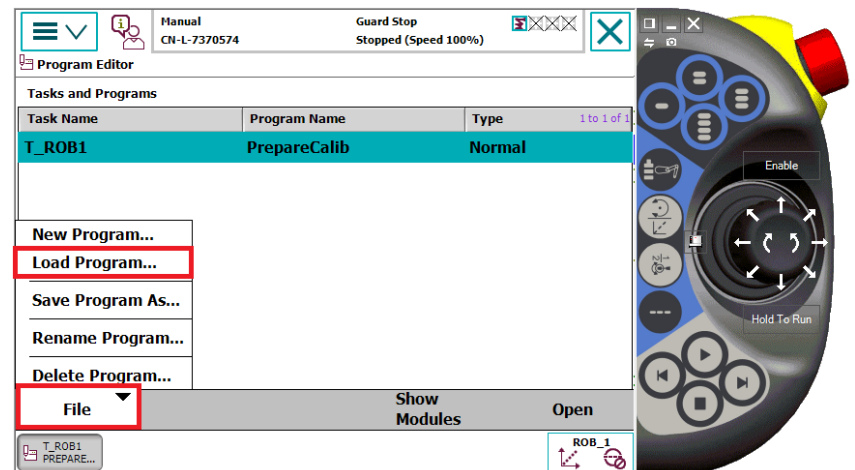 Manual
CN-L-7370574
Guard Stop
Stopped (Speed 100%)
Program Editor
Tasks and Programs
Task Name Program Name Type 1 to 1 of 1
T_ROB1 PrepareCalib Normal
New Program...
Load Program...
Save Program As...
Rename Program...
Delete Program...
File
Show
Modules
Open
T_ROB1
PREPARE...
ROB_1
Enable
Hold To Run